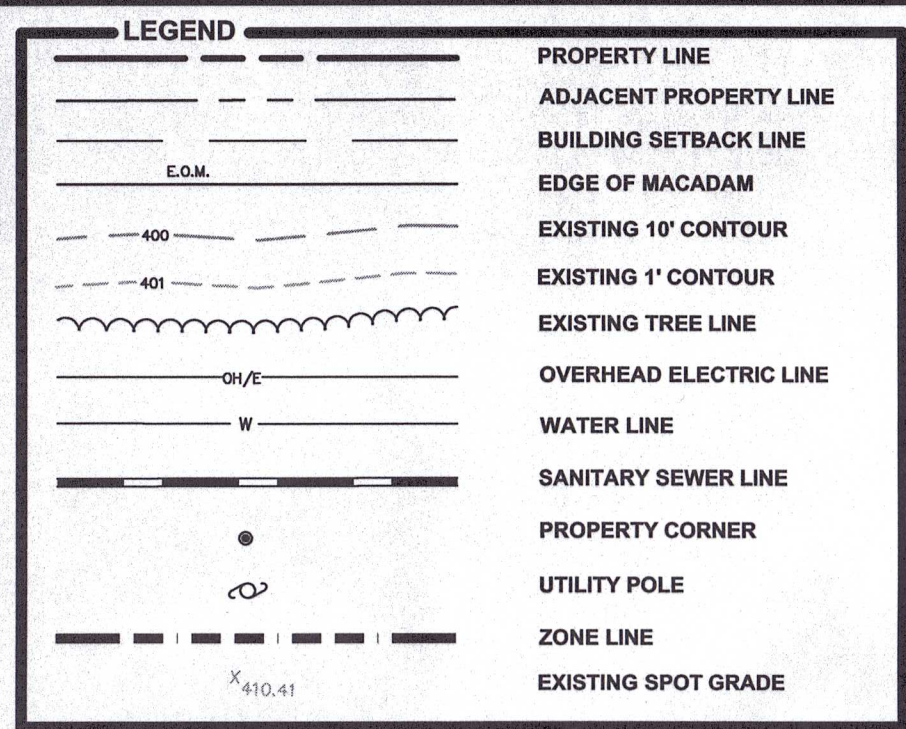 LEGEND
PROPERTY LINE
ADJACENT PROPERTY LINE
BUILDING SETBACK LINE
E.O.M. EDGE OF MACADAM
400 EXISTING 10' CONTOUR
401 EXISTING 1' CONTOUR
EXISTING TREE LINE
OH/E OVERHEAD ELECTRIC LINE
W WATER LINE
SANITARY SEWER LINE
PROPERTY CORNER
UTILITY POLE
ZONE LINE
X 410.41 EXISTING SPOT GRADE